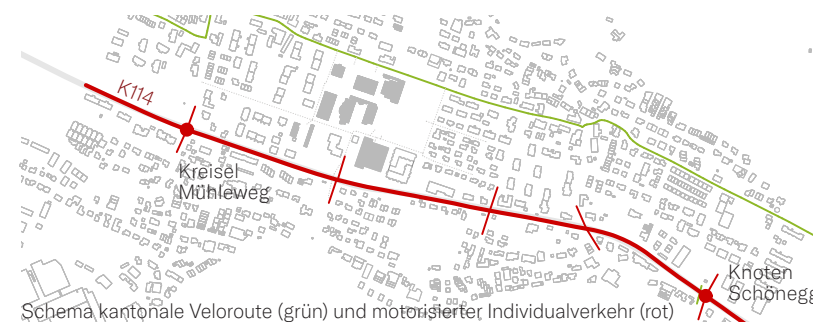 K114
Kreisel
Mühleweg
Knoten
Schönegg
Schema kantonale Veloroute (grün) und motorisierter Individualverkehr (rot)